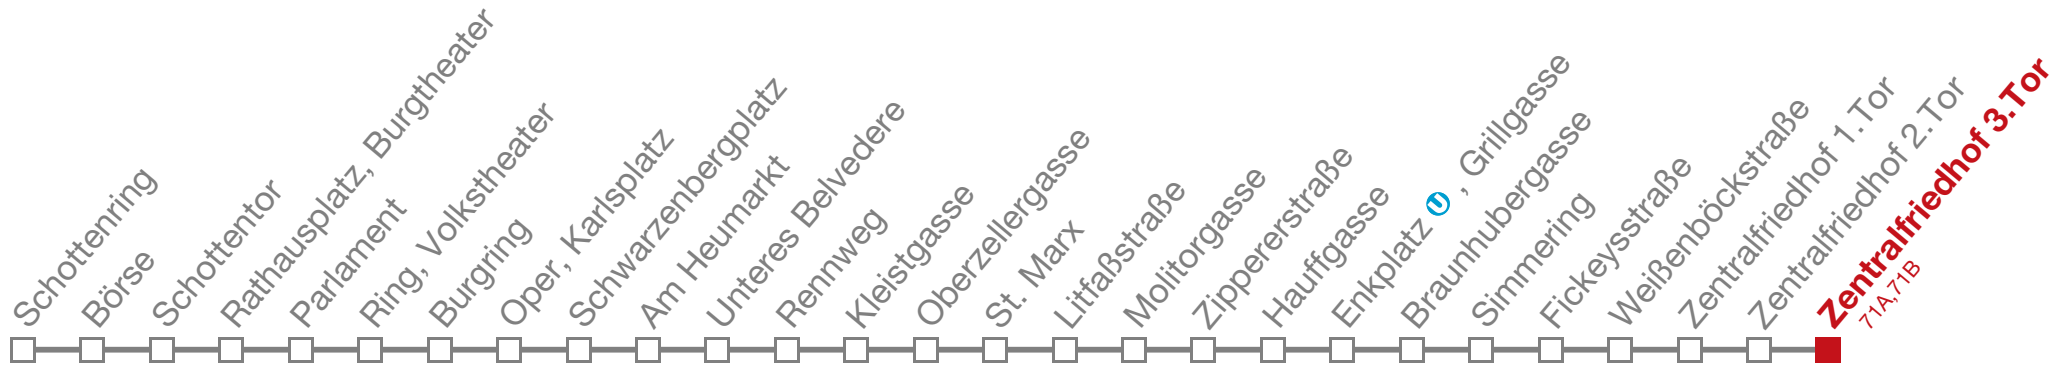 Schottenring
Börse
Schottentor
Rathausplatz, Burgtheater
Parlament
Ring, Volkstheater
Burgring
Oper, Karlsplatz
Schwarzenbergplatz
Am Heumarkt
Unteres Belvedere
Rennweg
Kleistgasse
Oberzellergasse
St. Marx
Litfaßstraße
Molitorgasse
Zippererstraße
Hauffgasse
Enkplatz U , Grillgasse
Braunhubergasse
Simmering
Fickeysstraße
Weißenböckstraße
Zentralfriedhof 1.Tor
Zentralfriedhof 2.Tor
Zentralfriedhof 3.Tor
71A,71B